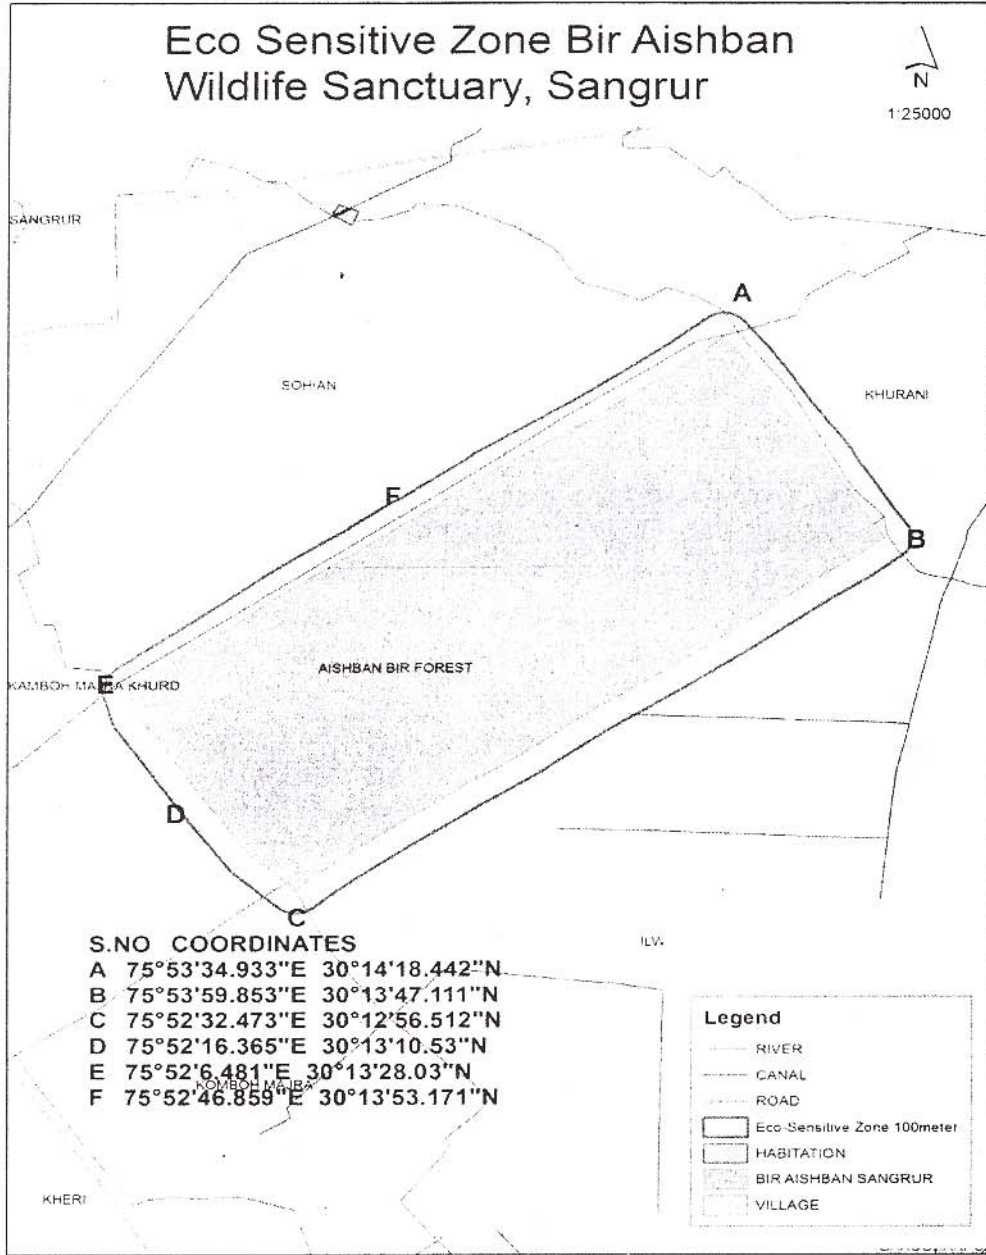 Eco Sensitive Zone Bir Aishban
Wildlife Sanctuary, Sangrur
N
1:25000
SANGRUR
A
SOHIAN
KHURANI
F
B
AISHBAN BIR FOREST
E
KAMBOH MAJRA KHURD
D
C
ILW
S.NO COORDINATES
A 75°53'34.933"E 30°14'18.442"N
B 75°53'59.853"E 30°13'47.111"N
C 75°52'32.473"E 30°12'56.512"N
D 75°52'16.365"E 30°13'10.53"N
E 75°52'6.481"E 30°13'28.03"N
F 75°52'46.859"E 30°13'53.171"N
KOMBOH MAJRA
KHERI
Legend
RIVER
CANAL
ROAD
Eco-Sensitive Zone 100meter
HABITATION
BIR AISHBAN SANGRUR
VILLAGE